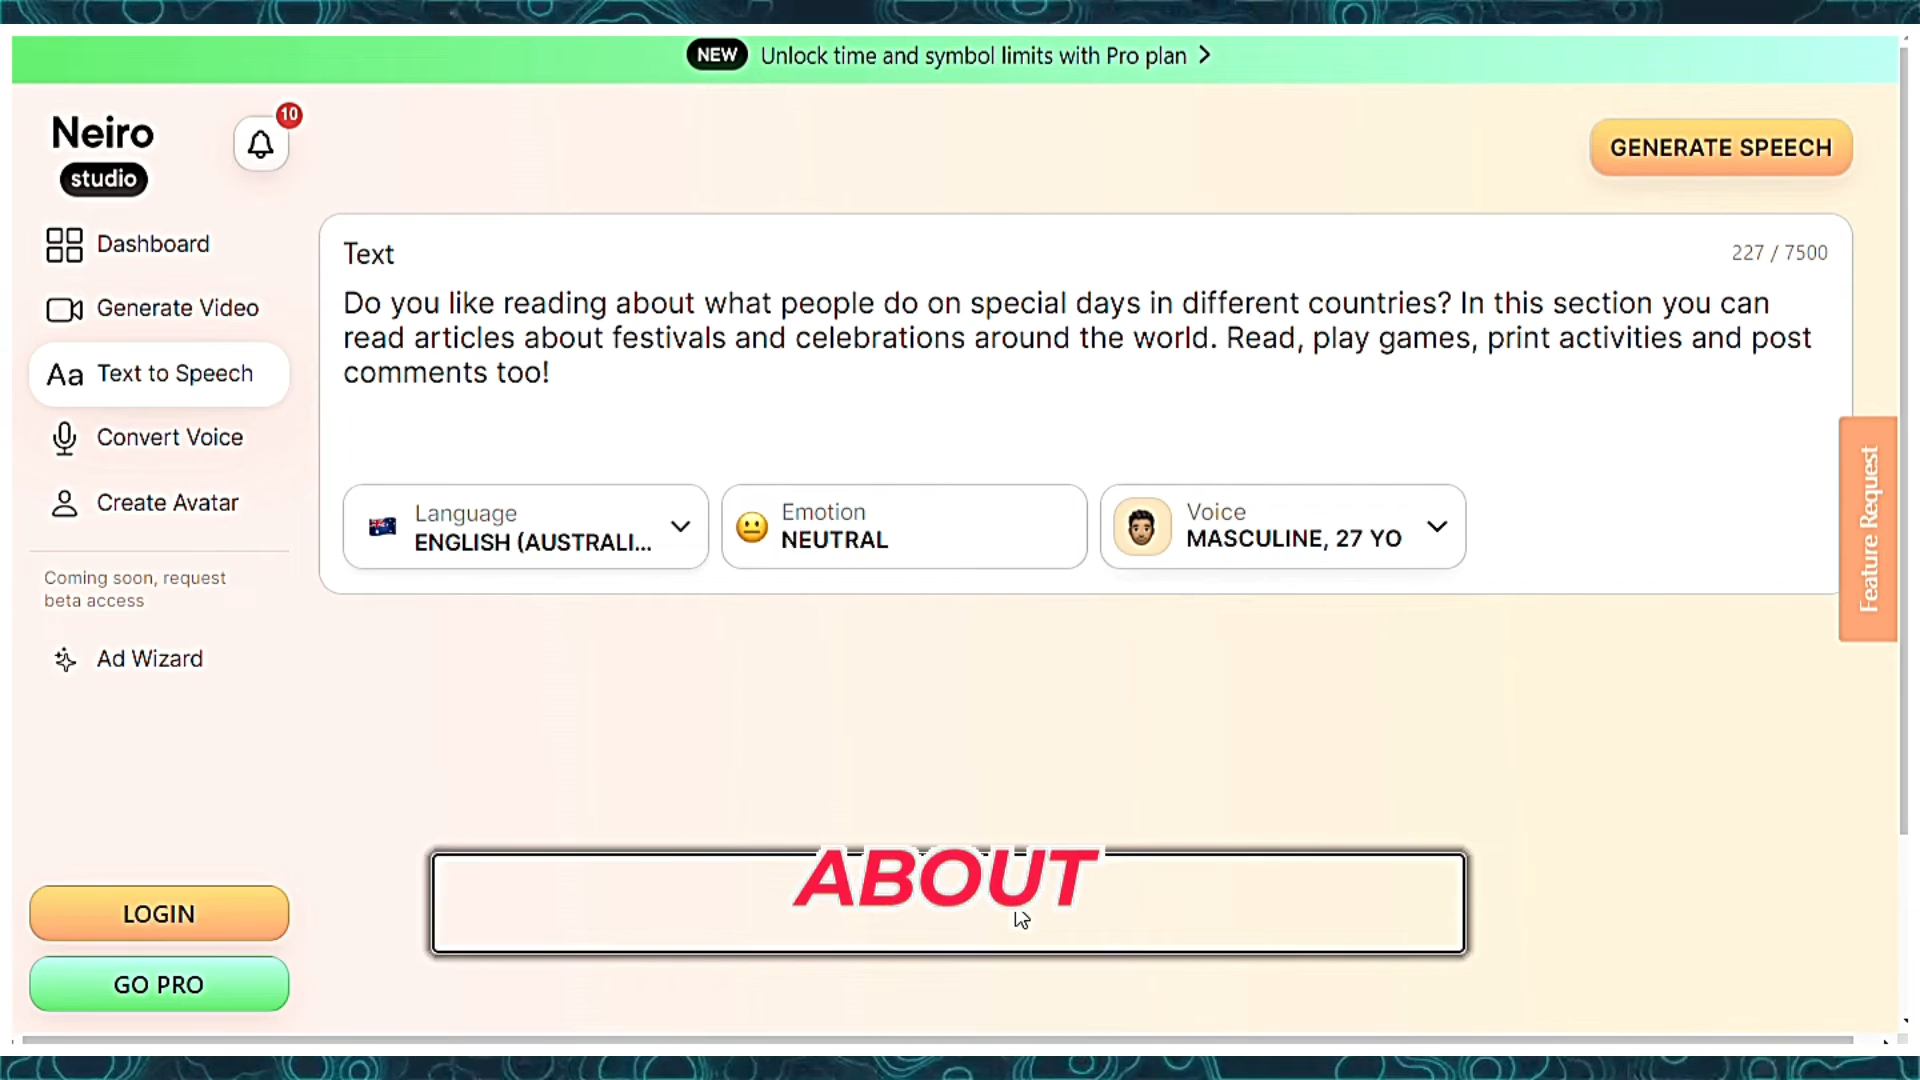 NEW Unlock time and symbol limits with Pro plan
Neiro
studio
10
GENERATE SPEECH
Dashboard
Generate Video
Aa Text to Speech
Convert Voice
Create Avatar
Coming soon, request
beta access
Ad Wizard
LOGIN
GO PRO
Text
227 / 7500
Do you like reading about what people do on special days in different countries? In this section you can
read articles about festivals and celebrations around the world. Read, play games, print activities and post
comments too!
Language
ENGLISH (AUSTRALI...
Emotion
NEUTRAL
Voice
MASCULINE, 27 YO
Feature Request
ABOUT